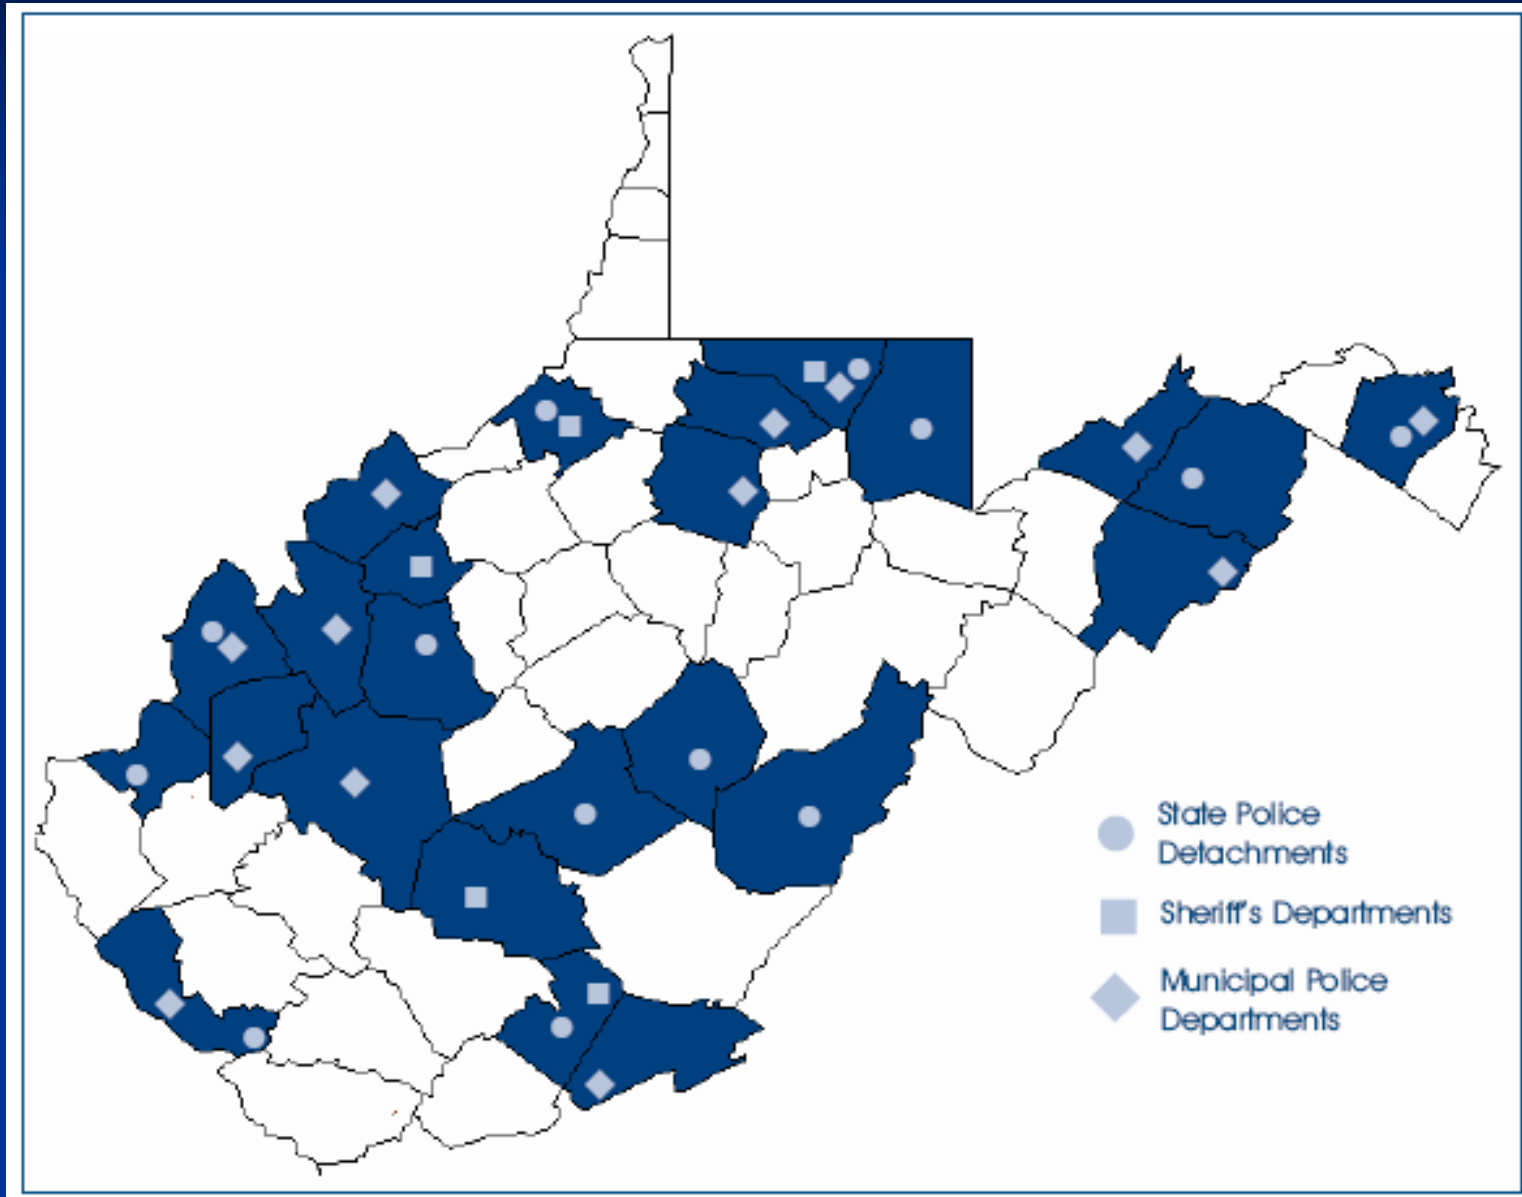 State Police
Detachments
Sheriff's Departments
Municipal Police
Departments